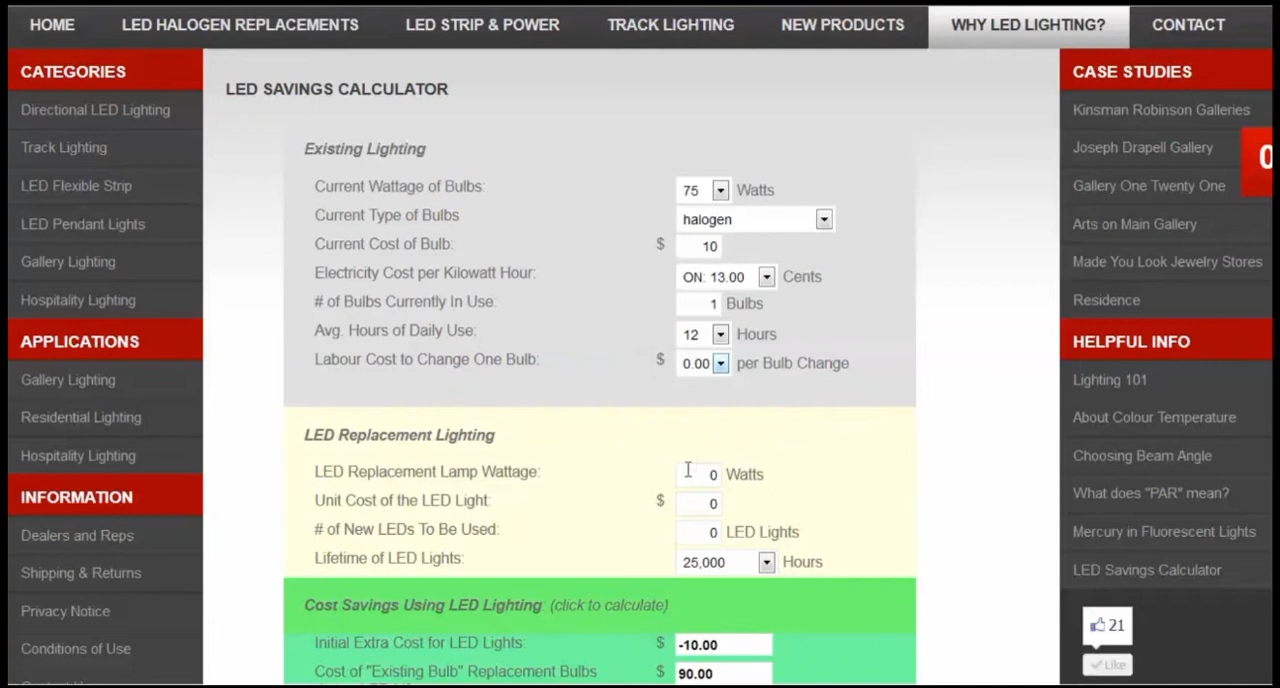 HOME LED HALOGEN REPLACEMENTS LED STRIP & POWER TRACK LIGHTING NEW PRODUCTS WHY LED LIGHTING? CONTACT
CATEGORIES
Directional LED Lighting
Track Lighting
LED Flexible Strip
LED Pendant Lights
Gallery Lighting
Hospitality Lighting
APPLICATIONS
Gallery Lighting
Residential Lighting
Hospitality Lighting
INFORMATION
Dealers and Reps
Shipping & Returns
Privacy Notice
Conditions of Use
LED SAVINGS CALCULATOR
Existing Lighting
Current Wattage of Bulbs: 75 Watts
Current Type of Bulbs halogen
Current Cost of Bulb: $ 10
Electricity Cost per Kilowatt Hour: ON: 13.00 Cents
# of Bulbs Currently In Use: 1 Bulbs
Avg. Hours of Daily Use: 12 Hours
Labour Cost to Change One Bulb: $ 0.00 per Bulb Change
LED Replacement Lighting
LED Replacement Lamp Wattage: 0 Watts
Unit Cost of the LED Light: $ 0
# of New LEDs To Be Used: 0 LED Lights
Lifetime of LED Lights: 25,000 Hours
Cost Savings Using LED Lighting: (click to calculate)
Initial Extra Cost for LED Lights: $ -10.00
Cost of "Existing Bulb" Replacement Bulbs $ 90.00
CASE STUDIES
Kinsman Robinson Galleries
Joseph Drapell Gallery
Gallery One Twenty One
Arts on Main Gallery
Made You Look Jewelry Stores
Residence
HELPFUL INFO
Lighting 101
About Colour Temperature
Choosing Beam Angle
What does "PAR" mean?
Mercury in Fluorescent Lights
LED Savings Calculator
21
Like
0